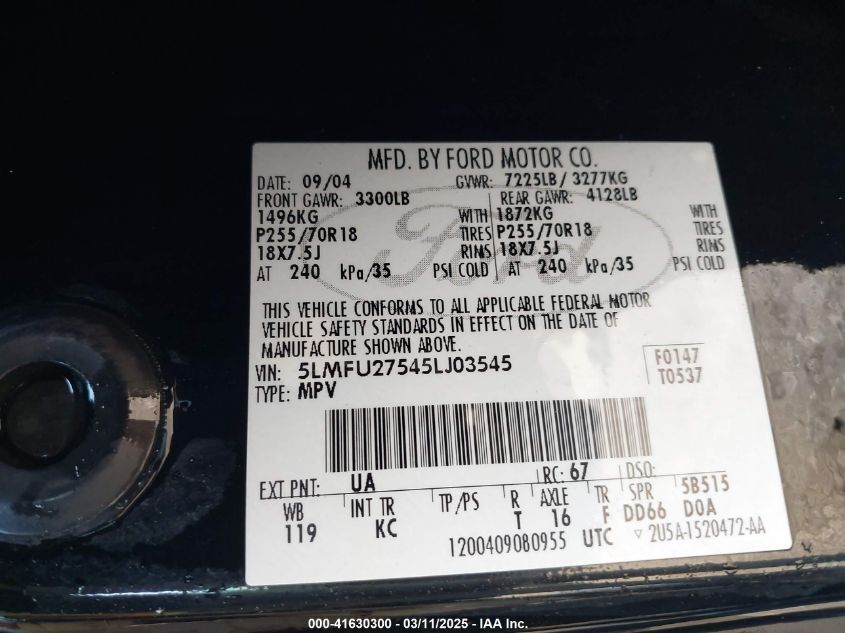 MFD. BY FORD MOTOR CO.
DATE: 09/04 GVWR: 7225LB / 3277KG
FRONT GAWR: 3300LB REAR GAWR: 4128LB
1496KG WITH 1872KG WITH
P255/70R18 TIRES P255/70R18 TIRES
18X7.5J RIMS 18X7.5J RIMS
AT 240 kPa/35 PSI COLD AT 240 kPa/35 PSI COLD
Ford
THIS VEHICLE CONFORMS TO ALL APPLICABLE FEDERAL MOTOR
VEHICLE SAFETY STANDARDS IN EFFECT ON THE DATE OF
MANUFACTURE SHOWN ABOVE.
VIN: 5LMFU27545LJ03545 F0147
TYPE: MPV T0537
EXT PNT: UA RC: 67 DSO:
WB INT TR TP/PS R AXLE TR SPR 5B515
119 KC T 16 F DD66 DOA
1200409080955 UTC ▽ 2U5A-1520472-AA
000-41630300 - 03/11/2025 - IAA Inc.